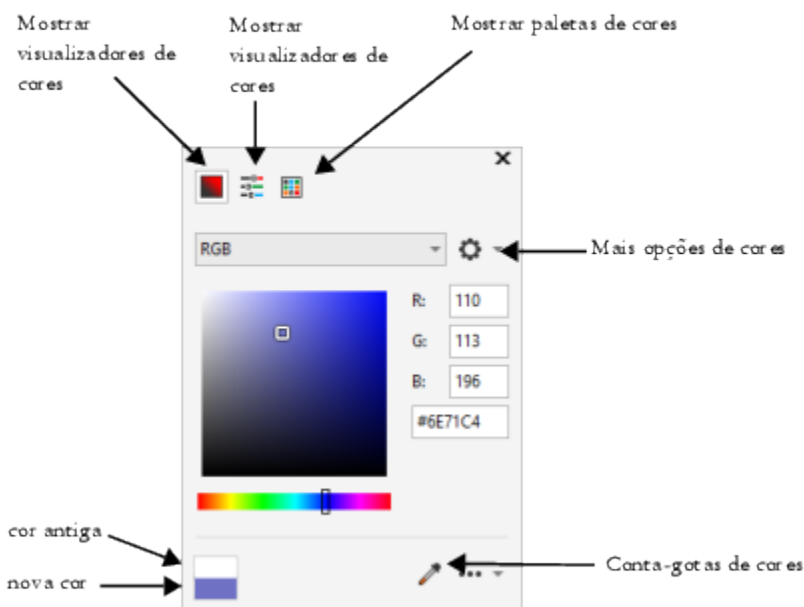 Mostrar
visualizadores de
cores
Mostrar
visualizadores de
cores
Mostrar paletas de cores
RGB
Mais opções de cores
R: 110
G: 113
B: 196
#6E71C4
cor antiga
nova cor
Conta-gotas de cores